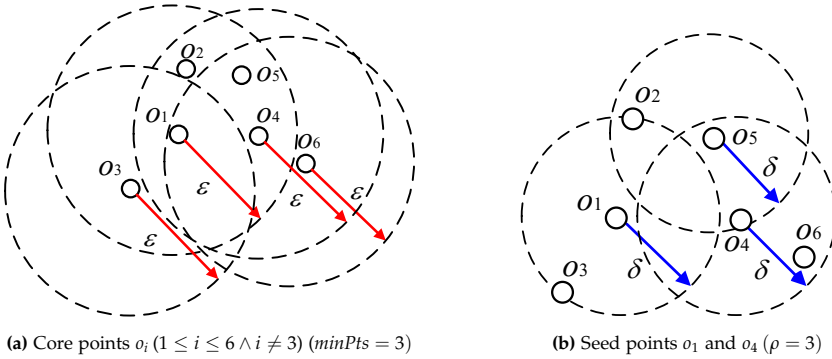 o2
o5
o1
o4
o6
o3
ε
ε
ε
ε
(a) Core points oᵢ (1 ≤ i ≤ 6 ∧ i ≠ 3) (minPts = 3)
o2
o5
δ
o1
o4
o6
δ
δ
o3
(b) Seed points o₁ and o₄ (ρ = 3)